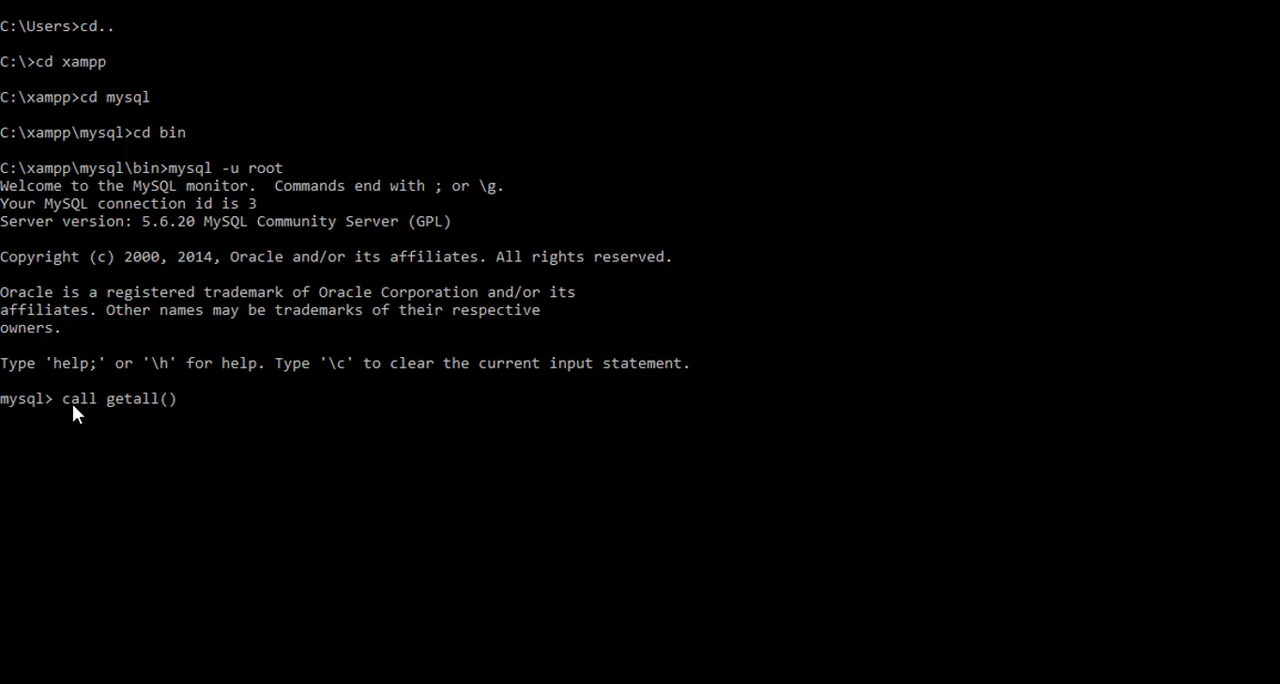 C:\Users>cd..
C:\>cd xampp
C:\xampp>cd mysql
C:\xampp\mysql>cd bin
C:\xampp\mysql\bin>mysql -u root
Welcome to the MySQL monitor.  Commands end with ; or \g.
Your MySQL connection id is 3
Server version: 5.6.20 MySQL Community Server (GPL)
Copyright (c) 2000, 2014, Oracle and/or its affiliates. All rights reserved.
Oracle is a registered trademark of Oracle Corporation and/or its
affiliates. Other names may be trademarks of their respective
owners.
Type 'help;' or '\h' for help. Type '\c' to clear the current input statement.
mysql> call getall()